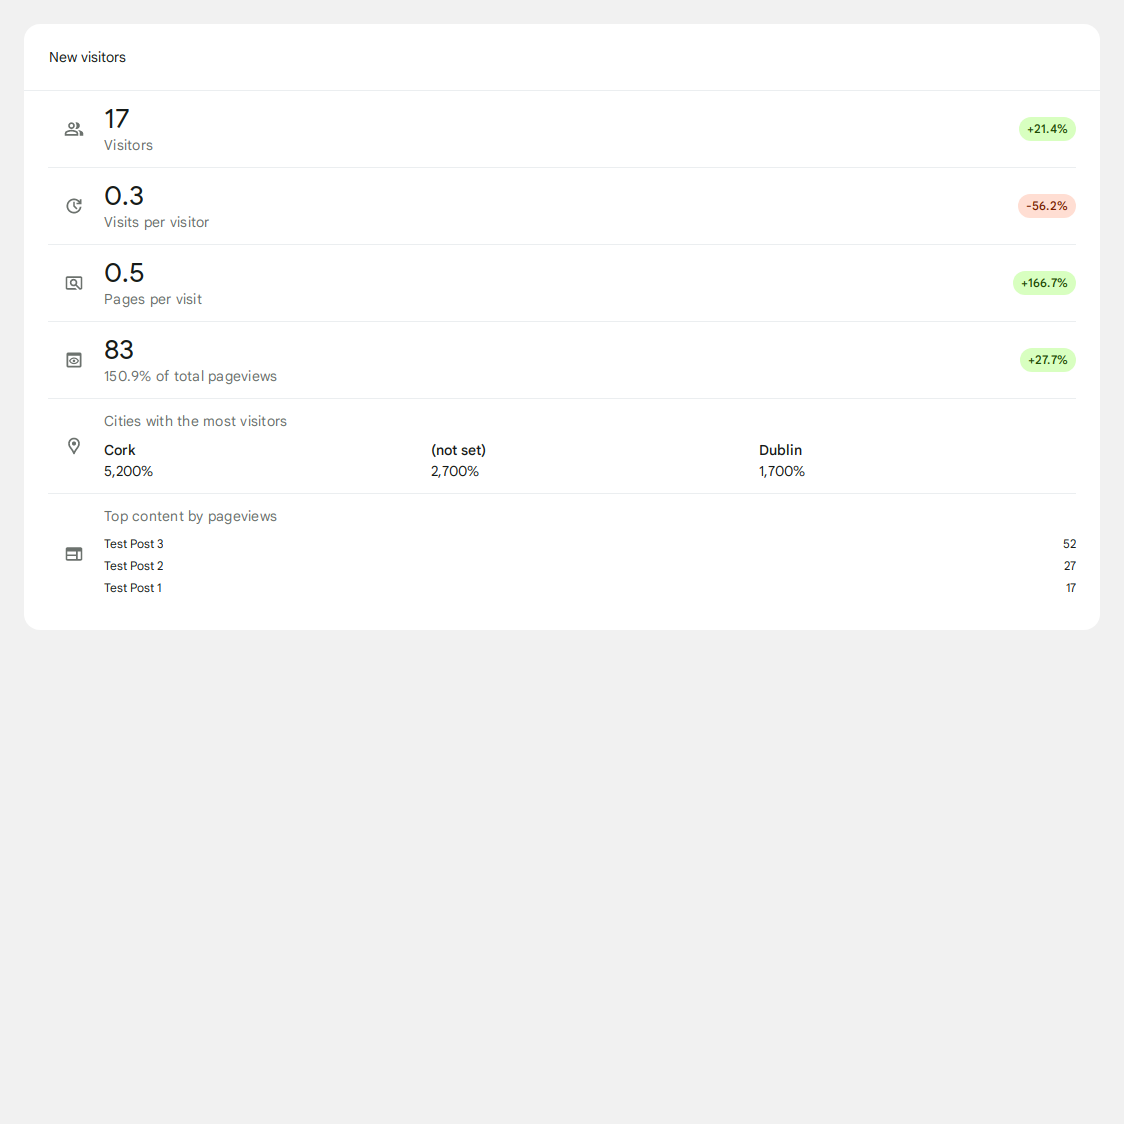 New visitors
17
Visitors
+21.4%
0.3
Visits per visitor
-56.2%
0.5
Pages per visit
+166.7%
83
150.9% of total pageviews
+27.7%
Cities with the most visitors
Cork (not set) Dublin
5,200% 2,700% 1,700%
Top content by pageviews
Test Post 3 52
Test Post 2 27
Test Post 1 17